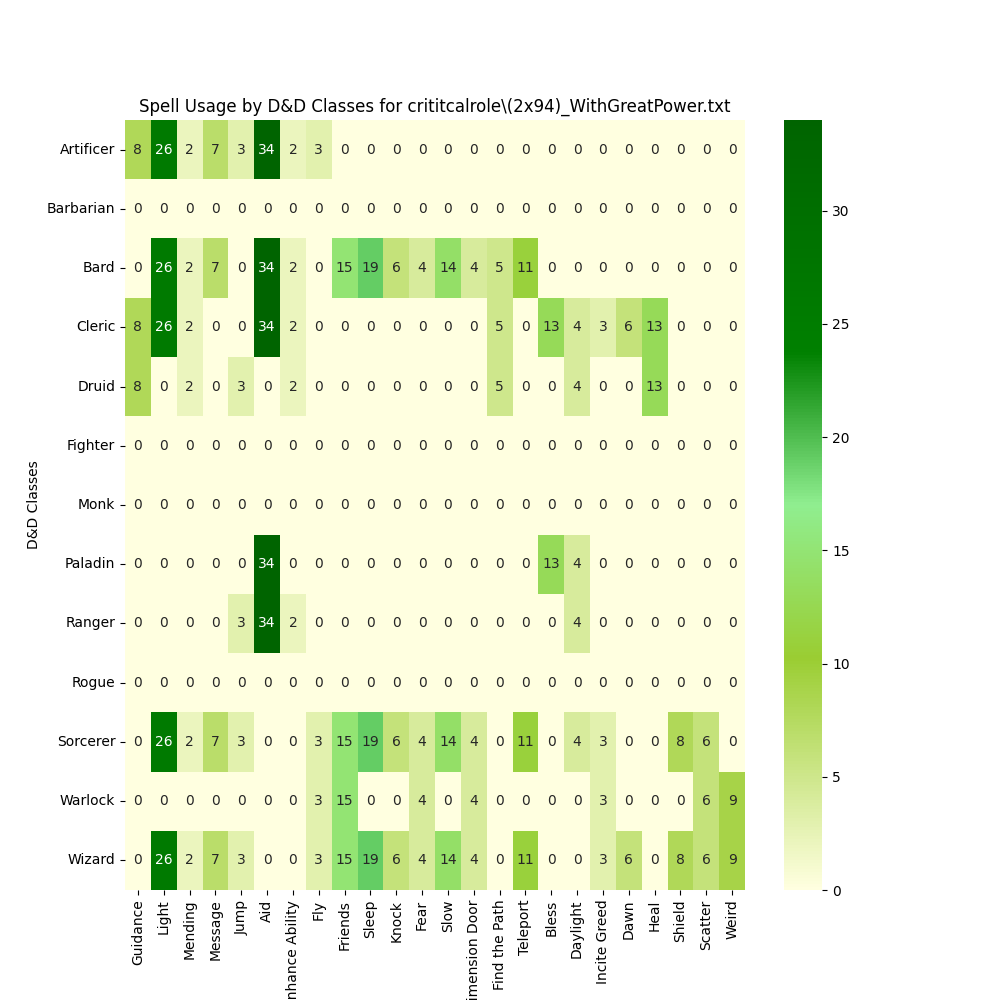 Spell Usage by D&D Classes for crititcalrole\(2x94)_WithGreatPower.txt
Artificer 8 26 2 7 3 34 2 3 0 0 0 0 0 0 0 0 0 0 0 0 0 0 0 0
Barbarian 0 0 0 0 0 0 0 0 0 0 0 0 0 0 0 0 0 0 0 0 0 0 0 0
Bard 0 26 2 7 0 34 2 0 15 19 6 4 14 4 5 11 0 0 0 0 0 0 0 0
Cleric 8 26 2 0 0 34 2 0 0 0 0 0 0 0 5 0 13 4 3 6 13 0 0 0
Druid 8 0 2 0 3 0 2 0 0 0 0 0 0 0 5 0 0 4 0 0 13 0 0 0
Fighter 0 0 0 0 0 0 0 0 0 0 0 0 0 0 0 0 0 0 0 0 0 0 0 0
Monk 0 0 0 0 0 0 0 0 0 0 0 0 0 0 0 0 0 0 0 0 0 0 0 0
Paladin 0 0 0 0 0 34 0 0 0 0 0 0 0 0 0 0 13 4 0 0 0 0 0 0
Ranger 0 0 0 0 3 34 2 0 0 0 0 0 0 0 0 0 0 4 0 0 0 0 0 0
Rogue 0 0 0 0 0 0 0 0 0 0 0 0 0 0 0 0 0 0 0 0 0 0 0 0
Sorcerer 0 26 2 7 3 0 0 3 15 19 6 4 14 4 0 11 0 4 3 0 0 8 6 0
Warlock 0 0 0 0 0 0 0 3 15 0 0 4 0 4 0 0 0 0 3 0 0 0 6 9
Wizard 0 26 2 7 3 0 0 3 15 19 6 4 14 4 0 11 0 0 3 6 0 8 6 9
D&D Classes
Guidance
Light
Mending
Message
Jump
Aid
nhance Ability
Fly
Friends
Sleep
Knock
Fear
Slow
imension Door
Find the Path
Teleport
Bless
Daylight
Incite Greed
Dawn
Heal
Shield
Scatter
Weird
30
25
20
15
10
5
0